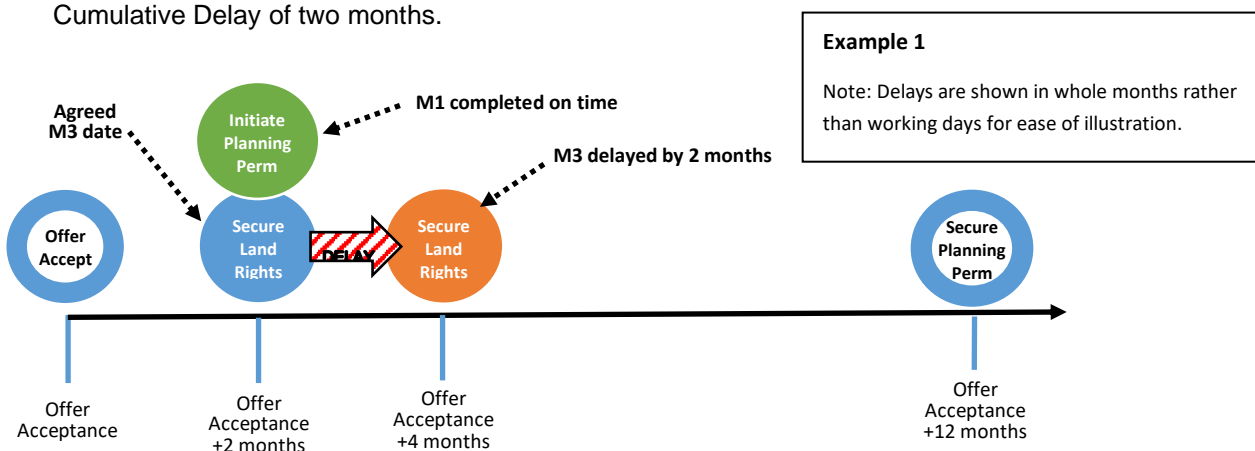 Cumulative Delay of two months.
Example 1
Note: Delays are shown in whole months rather
than working days for ease of illustration.
Agreed
M3 date
Initiate
Planning
Perm
M1 completed on time
M3 delayed by 2 months
Offer
Accept
Secure
Land
Rights
DELAY
Secure
Land
Rights
Secure
Planning
Perm
Offer
Acceptance
Offer
Acceptance
+2 months
Offer
Acceptance
+4 months
Offer
Acceptance
+12 months